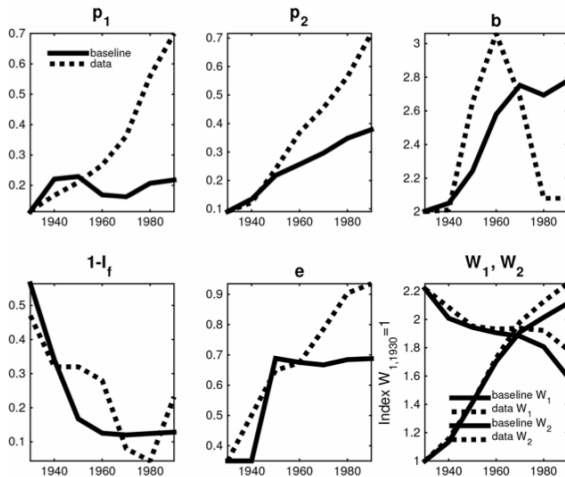 p1
p2
b
0.7
0.6
0.5
0.4
0.3
0.2
baseline
data
1940 1960 1980
0.7
0.6
0.5
0.4
0.3
0.2
0.1
1940 1960 1980
3
2.8
2.6
2.4
2.2
2
1940 1960 1980
1-lf
e
W1, W2
0.5
0.4
0.3
0.2
0.1
1940 1960 1980
0.9
0.8
0.7
0.6
0.5
0.4
1940 1960 1980
Index W1,1930=1
2.2
2
1.8
1.6
1.4
1.2
1
baseline W1
data W1
baseline W2
data W2
1940 1960 1980